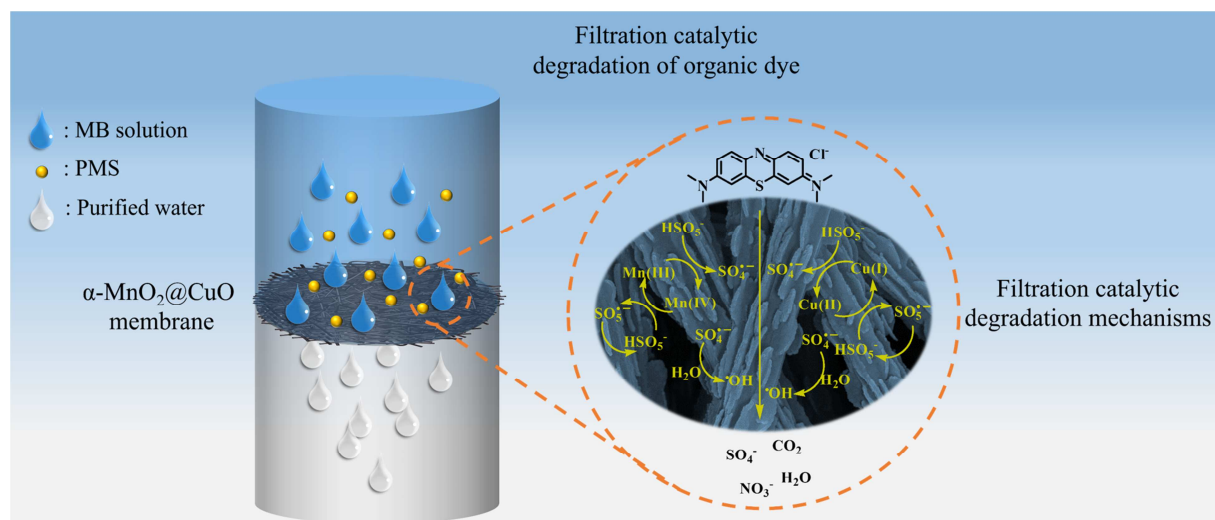 Filtration catalytic
degradation of organic dye
: MB solution
: PMS
: Purified water
α-MnO₂@CuO
membrane
N
Cl⁻
N
S
N⁺
HSO₅⁻
HSO₅⁻
SO₄•−
SO₄•−
Mn(III)
Cu(I)
Mn(IV)
Cu(II)
SO₅•−
SO₅•−
SO₄•−
SO₄•−
HSO₅⁻
HSO₅⁻
H₂O
H₂O
•OH
•OH
SO₄⁻
CO₂
NO₃⁻
H₂O
Filtration catalytic
degradation mechanisms